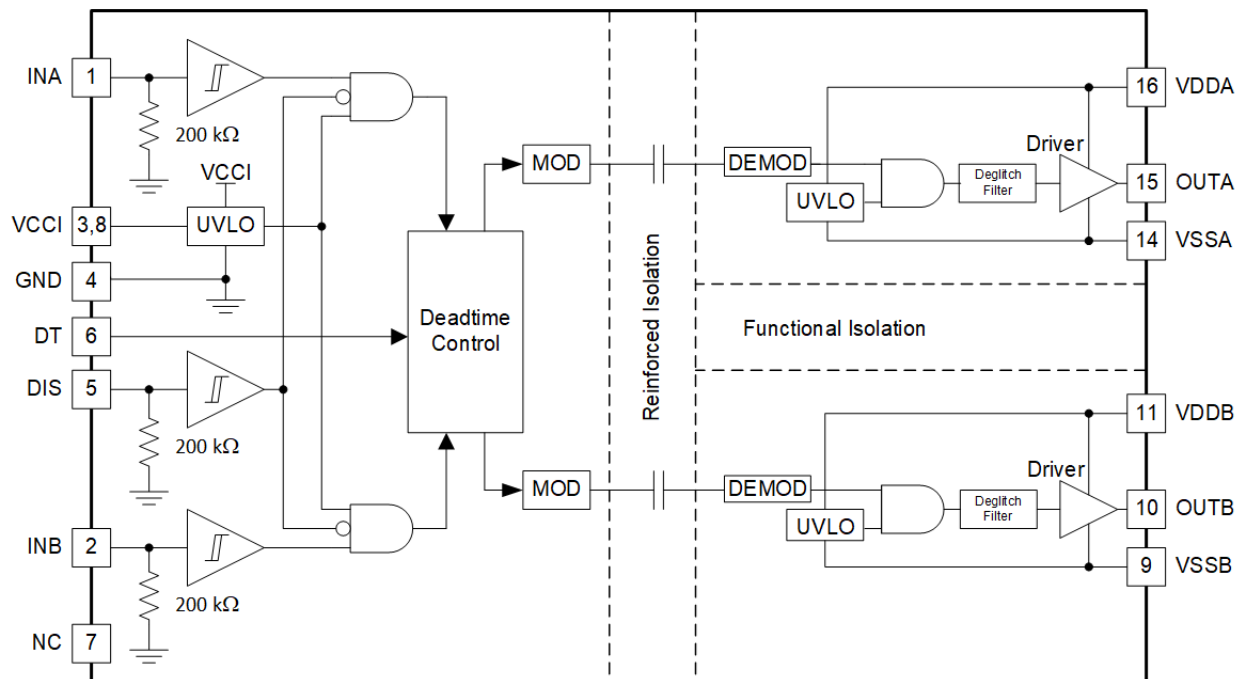 INA
1
200 kΩ
VCCI
VCCI
3,8
UVLO
GND
4
DT
6
DIS
5
200 kΩ
INB
2
200 kΩ
NC
7
Deadtime
Control
MOD
MOD
Reinforced Isolation
Functional Isolation
DEMOD
UVLO
Deglitch
Filter
Driver
16
VDDA
15
OUTA
14
VSSA
DEMOD
UVLO
Deglitch
Filter
Driver
11
VDDB
10
OUTB
9
VSSB